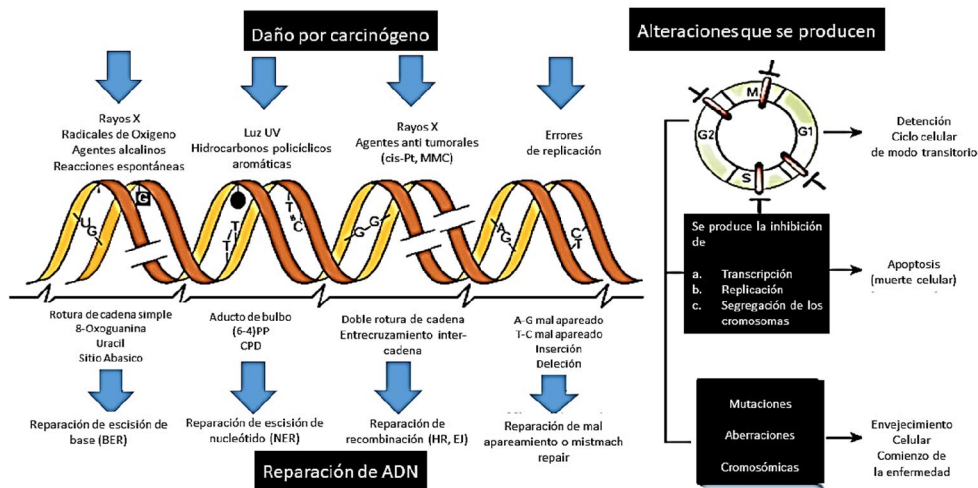 Daño por carcinógeno
Rayos X
Radicales de Oxigeno
Agentes alcalinos
Reacciones espontáneas
Luz UV
Hidrocarbonos policíclicos
aromáticas
Rayos X
Agentes anti tumorales
(cis-Pt, MMC)
Errores
de replicación
U G
G
T T
T C
G G
A G
C T
Rotura de cadena simple
8-Oxoguanina
Uracil
Sitio Abasico
Aducto de bulbo
(6-4)PP
CPD
Doble rotura de cadena
Entrecruzamiento inter-
cadena
A-G mal apareado
T-C mal apareado
Inserción
Deleción
Reparación de escisión de
base (BER)
Reparación de escisión de
nucleótido (NER)
Reparación
de recombinación (HR, EJ)
Reparación de mal
apareamiento o mistmach
repair
Reparación de ADN
Alteraciones que se producen
M
G1
S
G2
Detención
Ciclo celular
de modo transitorio
Se produce la inhibición
de
a. Transcripción
b. Replicación
c. Segregación de los
cromosomas
Apoptosis
(muerte celular)
Mutaciones
Aberraciones
Cromosómicas
Envejecimiento
Celular
Comienzo de
la enfermedad